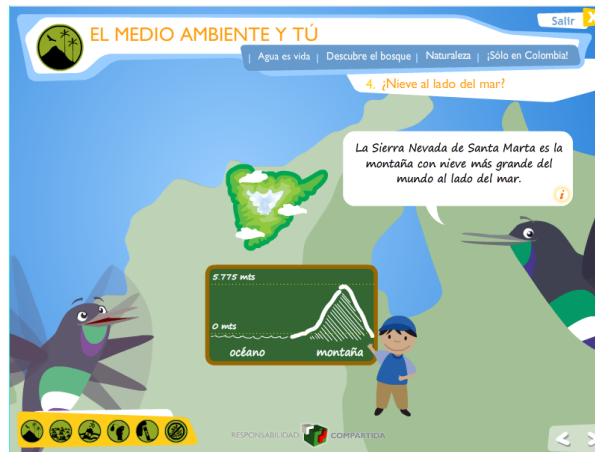 Salir X
EL MEDIO AMBIENTE Y TÚ
| Agua es vida | Descubre el bosque | Naturaleza | ¡Sólo en Colombia!
4. ¿Nieve al lado del mar?
La Sierra Nevada de Santa Marta es la
montaña con nieve más grande del
mundo al lado del mar.
i
5.775 mts
0 mts
océano montaña
RESPONSABILIDAD COMPARTIDA